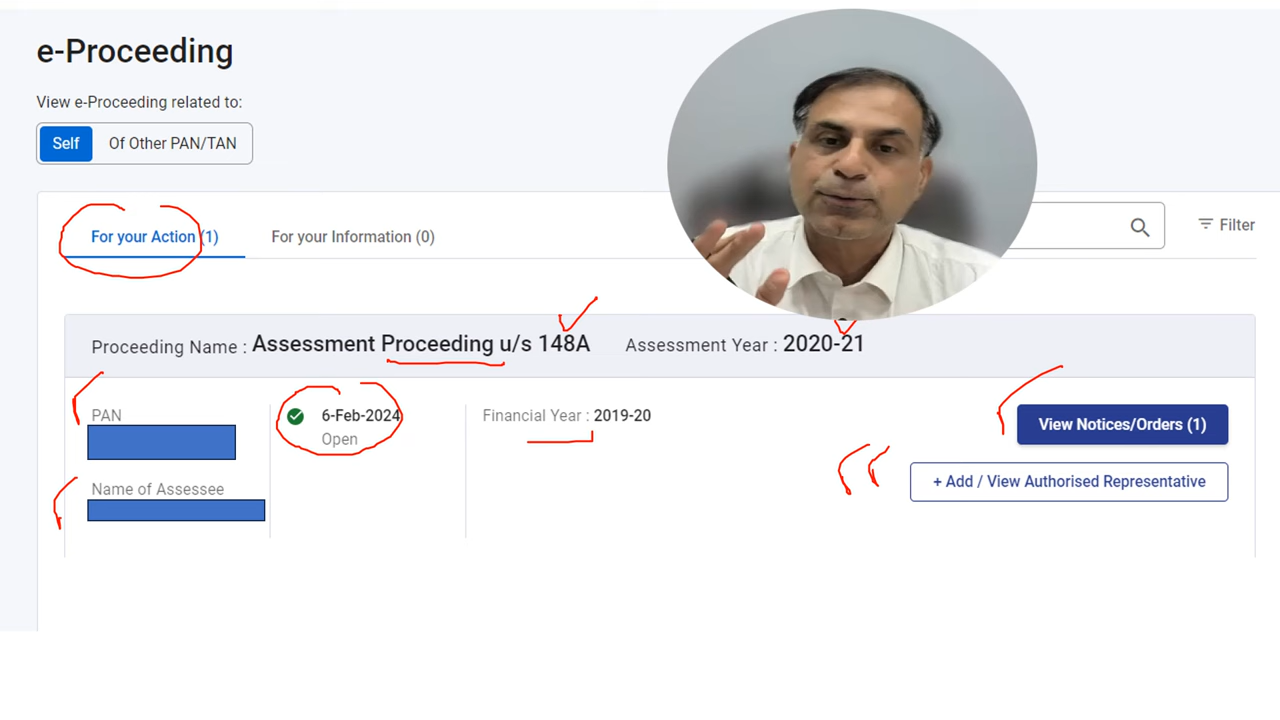 e-Proceeding
View e-Proceeding related to:
Self Of Other PAN/TAN
For your Action (1) For your Information (0) Filter
Proceeding Name : Assessment Proceeding u/s 148A Assessment Year : 2020-21
PAN 6-Feb-2024 Financial Year : 2019-20 View Notices/Orders (1)
Open
Name of Assessee + Add / View Authorised Representative